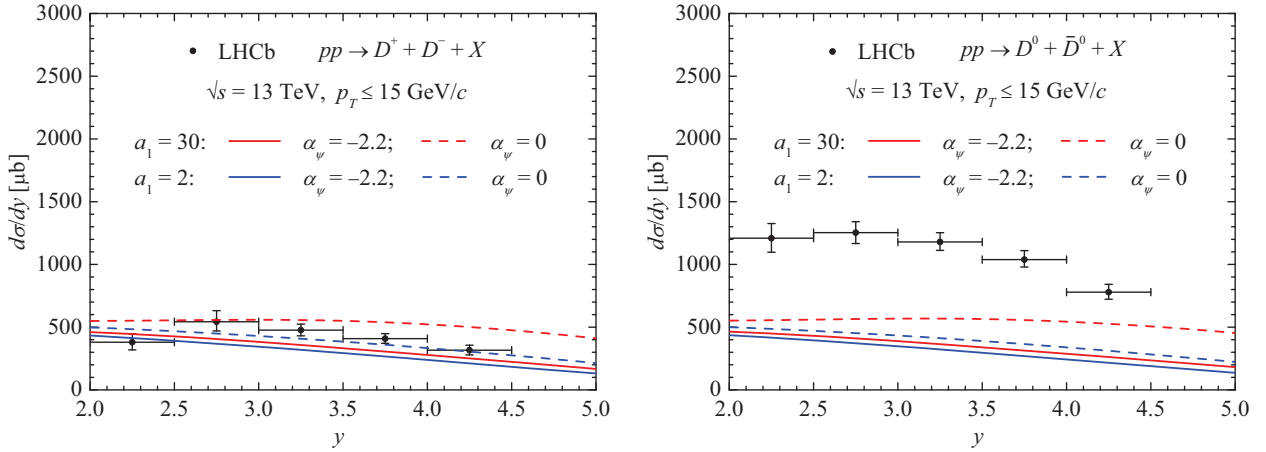 3000
2500
2000
1500
1000
500
0
dσ/dy [μb]
LHCb pp → D⁺ + D⁻ + X
√s = 13 TeV, p_T ≤ 15 GeV/c
a₁ = 30: α_ψ = –2.2; α_ψ = 0
a₁ = 2: α_ψ = –2.2; α_ψ = 0
2.0 2.5 3.0 3.5 4.0 4.5 5.0
y
3000
2500
2000
1500
1000
500
0
dσ/dy [μb]
LHCb pp → D⁰ + D̄⁰ + X
√s = 13 TeV, p_T ≤ 15 GeV/c
a₁ = 30: α_ψ = –2.2; α_ψ = 0
a₁ = 2: α_ψ = –2.2; α_ψ = 0
2.0 2.5 3.0 3.5 4.0 4.5 5.0
y